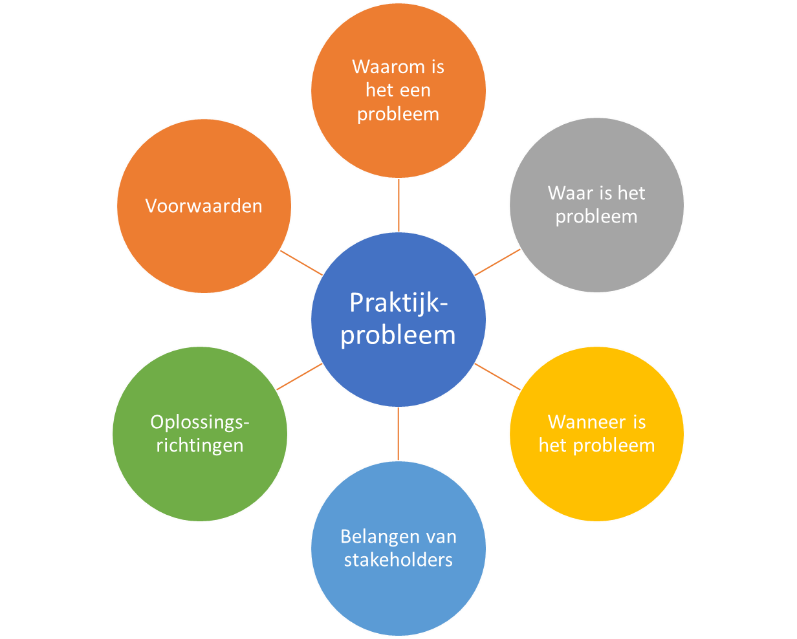 Waarom is
het een
probleem
Waar is het
probleem
Wanneer is
het probleem
Belangen van
stakeholders
Oplossings-
richtingen
Voorwaarden
Praktijk-
probleem